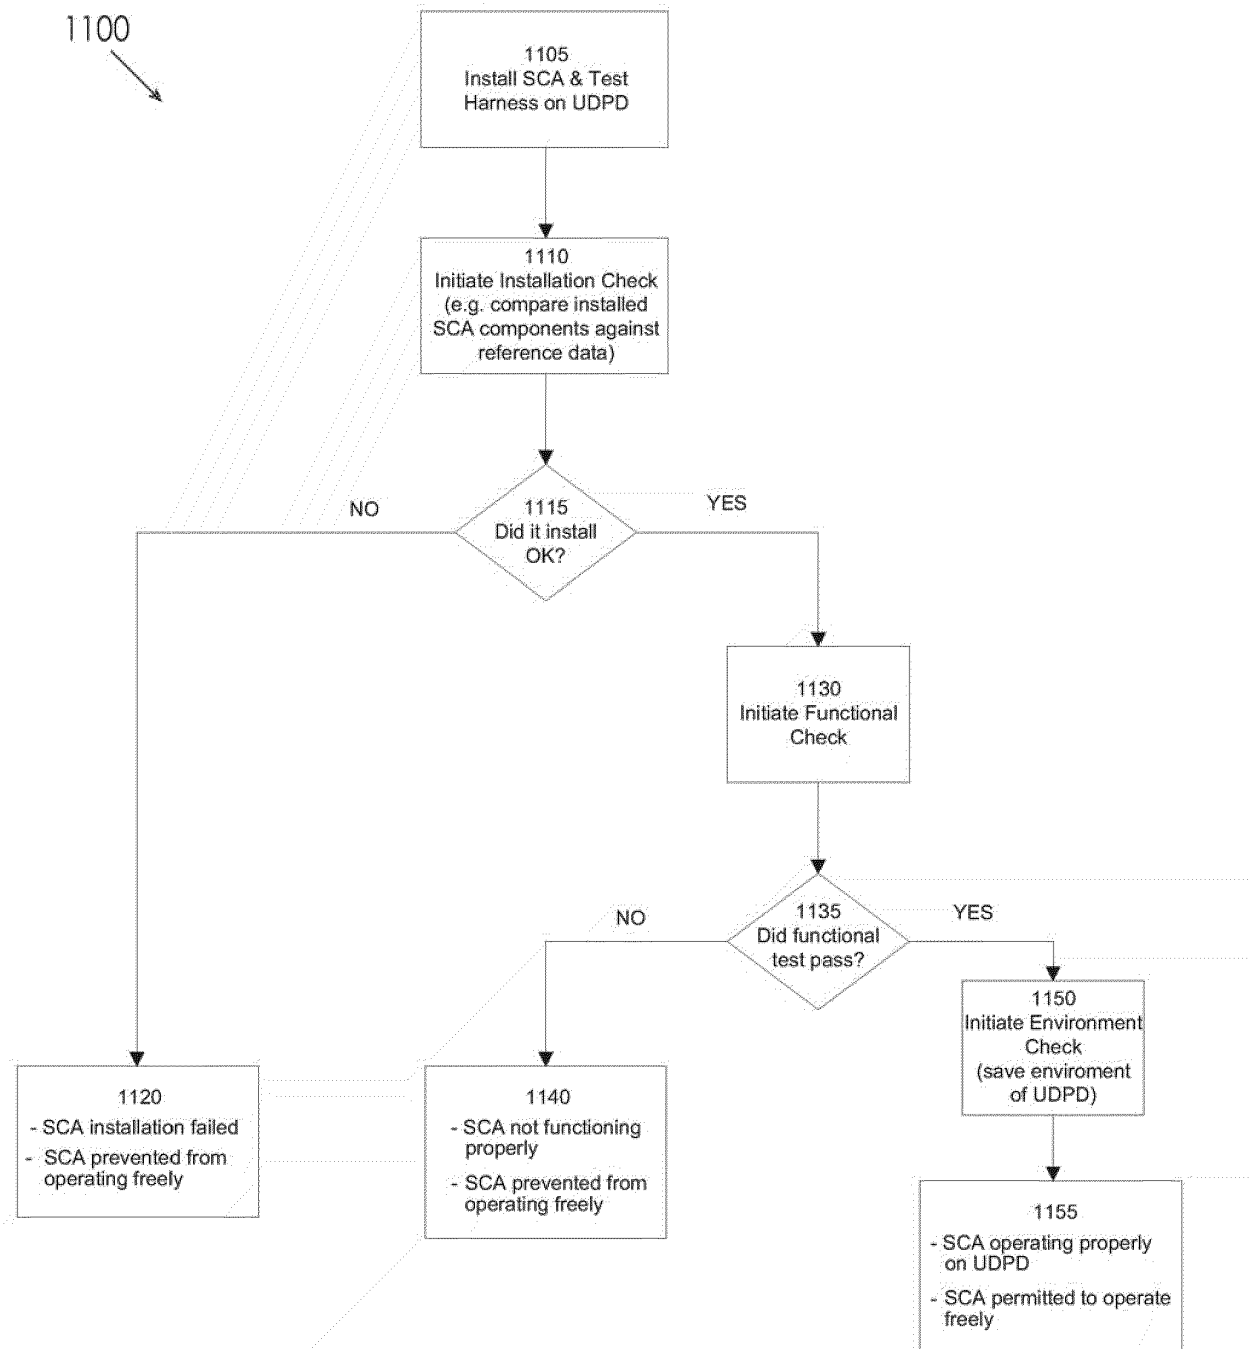 1100
1105
Install SCA & Test
Harness on UDPD
1110
Initiate Installation Check
(e.g. compare installed
SCA components against
reference data)
NO
1115
Did it install
OK?
YES
1130
Initiate Functional
Check
NO
1135
Did functional
test pass?
YES
1150
Initiate Environment
Check
(save enviroment
of UDPD)
1120
- SCA installation failed
- SCA prevented from
operating freely
1140
- SCA not functioning
properly
- SCA prevented from
operating freely
1155
- SCA operating properly
on UDPD
- SCA permitted to operate
freely